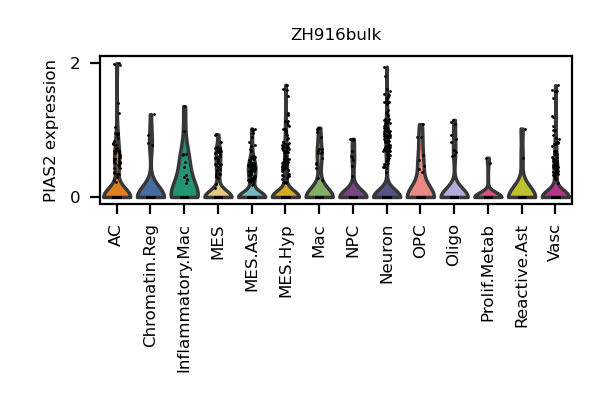 ZH916bulk
PIAS2 expression
2
0
AC
Chromatin.Reg
Inflammatory.Mac
MES
MES.Ast
MES.Hyp
Mac
NPC
Neuron
OPC
Oligo
Prolif.Metab
Reactive.Ast
Vasc